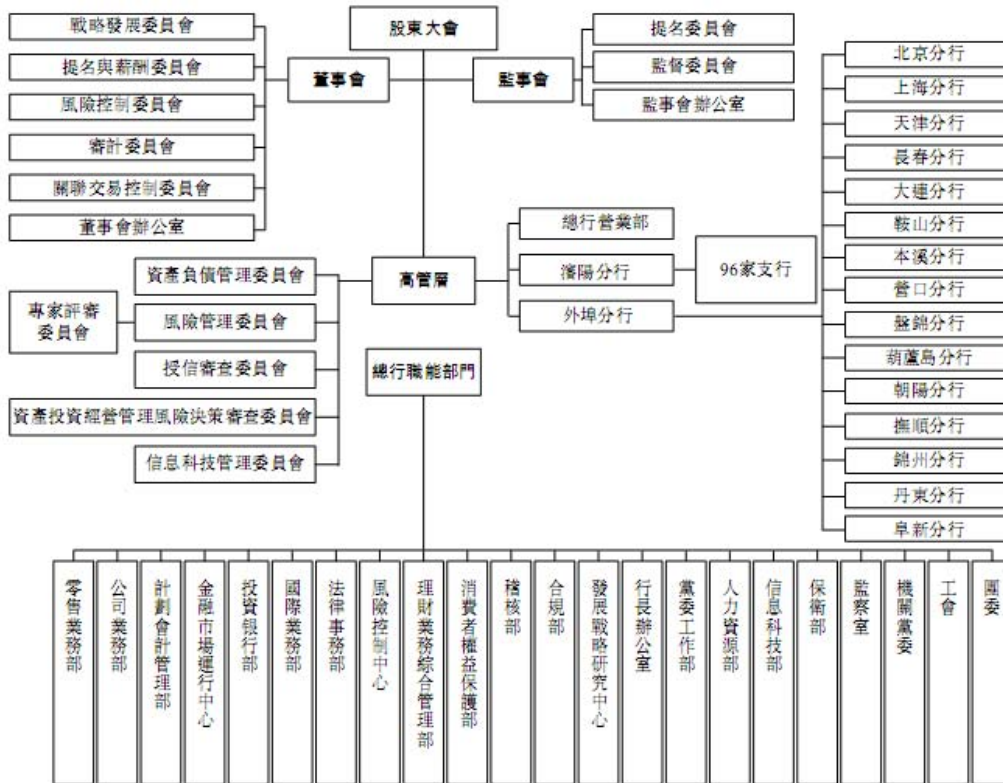 股東大會
董事會
監事會
戰略發展委員會
提名與薪酬委員會
風險控制委員會
審計委員會
關聯交易控制委員會
董事會辦公室
提名委員會
監督委員會
監事會辦公室
高管層
資產負債管理委員會
風險管理委員會
授信審查委員會
資產投資經營管理風險決策審查委員會
信息科技管理委員會
專家評審
委員會
總行營業部
瀋陽分行
外埠分行
96家支行
北京分行
上海分行
天津分行
長春分行
大連分行
鞍山分行
本溪分行
營口分行
盤錦分行
葫蘆島分行
朝陽分行
撫順分行
錦州分行
丹東分行
阜新分行
總行職能部門
零售業務部
公司業務部
計劃會計管理部
金融市場運行中心
投資银行部
國際業務部
法律事務部
風險控制中心
理財業務綜合管理部
消費者權益保護部
稽核部
合規部
發展戰略研究中心
行長辦公室
黨委工作部
人力資源部
信息科技部
保衛部
監察室
機關黨委
工會
團委